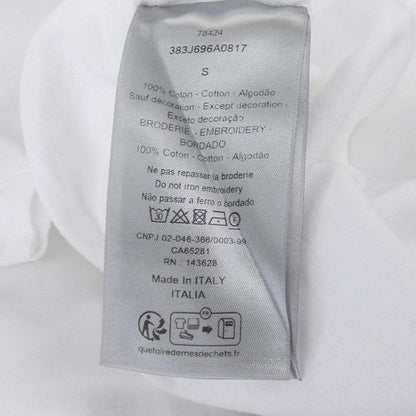 78424
383J696A0817
S
100% Coton - Cotton - Algodão
Sauf décoration - Except decoration -
Exceto decoração
BRODERIE - EMBROIDERY -
BORDADO
100% Coton - Cotton - Algodão
Ne pas repasser la broderie
Do not iron embroidery
Não passar a ferro o bordado
30
CNPJ 02-046-366/0003-99
CA65281
RN : 143628
Made In ITALY
ITALIA
FR
quefairedemesdechets.fr